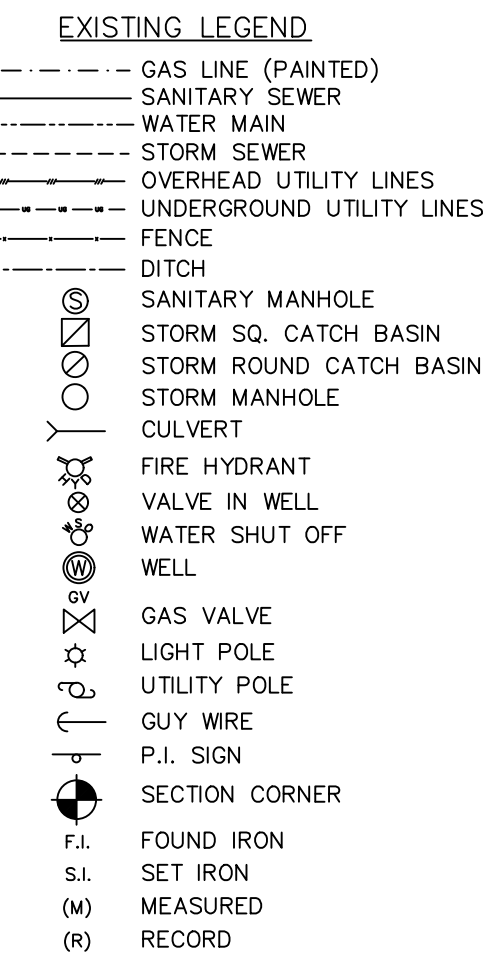 EXISTING LEGEND
GAS LINE (PAINTED)
SANITARY SEWER
WATER MAIN
STORM SEWER
/// /// /// OVERHEAD UTILITY LINES
UG UG UG UNDERGROUND UTILITY LINES
x x x FENCE
DITCH
S SANITARY MANHOLE
STORM SQ. CATCH BASIN
STORM ROUND CATCH BASIN
STORM MANHOLE
CULVERT
HYD FIRE HYDRANT
VALVE IN WELL
WSO WATER SHUT OFF
W WELL
GV
GAS VALVE
LIGHT POLE
UTILITY POLE
GUY WIRE
P.I. SIGN
SECTION CORNER
F.I. FOUND IRON
S.I. SET IRON
(M) MEASURED
(R) RECORD